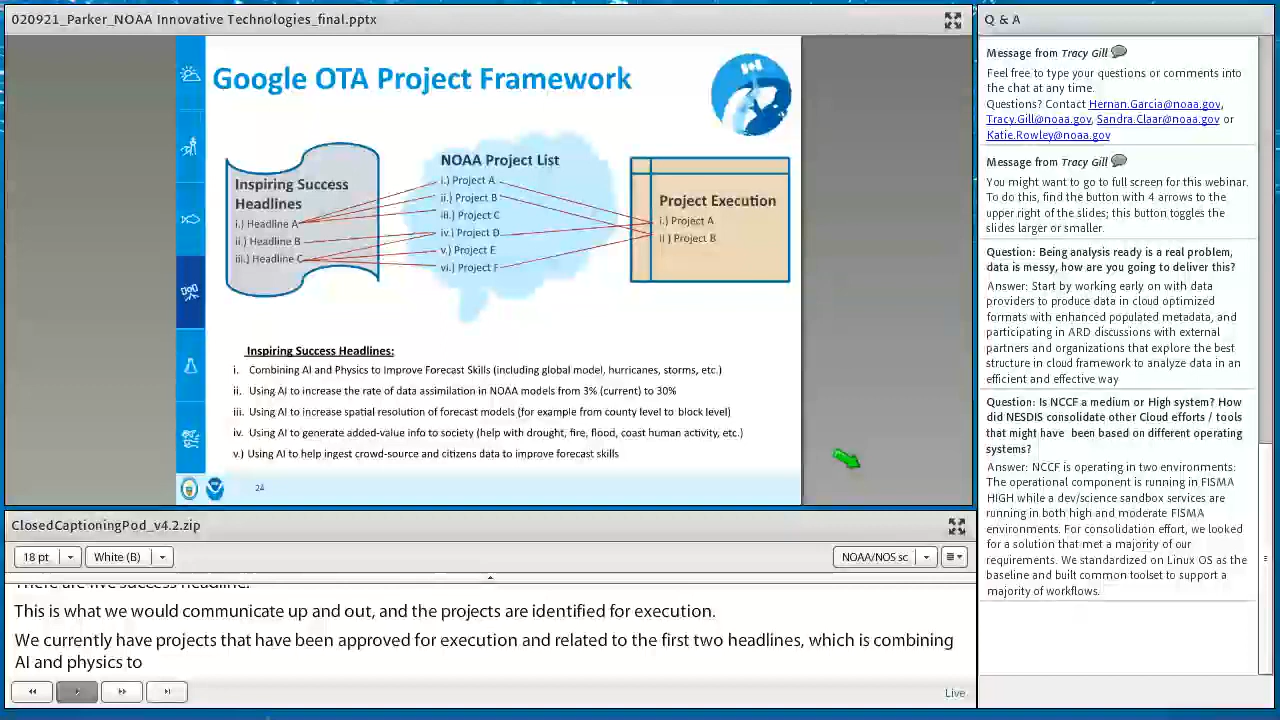 020921_Parker_NOAA Innovative Technologies_final.pptx
Google OTA Project Framework
Inspiring Success
Headlines
i.) Headline A
ii.) Headline B
iii.) Headline C
NOAA Project List
i.) Project A
ii.) Project B
iii.) Project C
iv.) Project D
v.) Project E
vi.) Project F
Project Execution
i.) Project A
ii ) Project B
Inspiring Success Headlines:
i. Combining AI and Physics to Improve Forecast Skills (including global model, hurricanes, storms, etc.)
ii. Using AI to increase the rate of data assimilation in NOAA models from 3% (current) to 30%
iii. Using AI to increase spatial resolution of forecast models (for example from county level to block level)
iv. Using AI to generate added-value info to society (help with drought, fire, flood, coast human activity, etc.)
v.) Using AI to help ingest crowd-source and citizens data to improve forecast skills
24
ClosedCaptioningPod_v4.2.zip
18 pt
White (B)
NOAA/NOS sc
There are five success headline.
This is what we would communicate up and out, and the projects are identified for execution.
We currently have projects that have been approved for execution and related to the first two headlines, which is combining
AI and physics to
Live
Q & A
Message from Tracy Gill
Feel free to type your questions or comments into
the chat at any time.
Questions? Contact Hernan.Garcia@noaa.gov,
Tracy.Gill@noaa.gov, Sandra.Claar@noaa.gov or
Katie.Rowley@noaa.gov
Message from Tracy Gill
You might want to go to full screen for this webinar.
To do this, find the button with 4 arrows to the
upper right of the slides; this button toggles the
slides larger or smaller.
Question: Being analysis ready is a real problem,
data is messy, how are you going to deliver this?
Answer: Start by working early on with data
providers to produce data in cloud optimized
formats with enhanced populated metadata, and
participating in ARD discussions with external
partners and organizations that explore the best
structure in cloud framework to analyze data in an
efficient and effective way
Question: Is NCCF a medium or High system? How
did NESDIS consolidate other Cloud efforts / tools
that might have been based on different operating
systems?
Answer: NCCF is operating in two environments:
The operational component is running in FISMA
HIGH while a dev/science sandbox services are
running in both high and moderate FISMA
environments. For consolidation effort, we looked
for a solution that met a majority of our
requirements. We standardized on Linux OS as the
baseline and built common toolset to support a
majority of workflows.